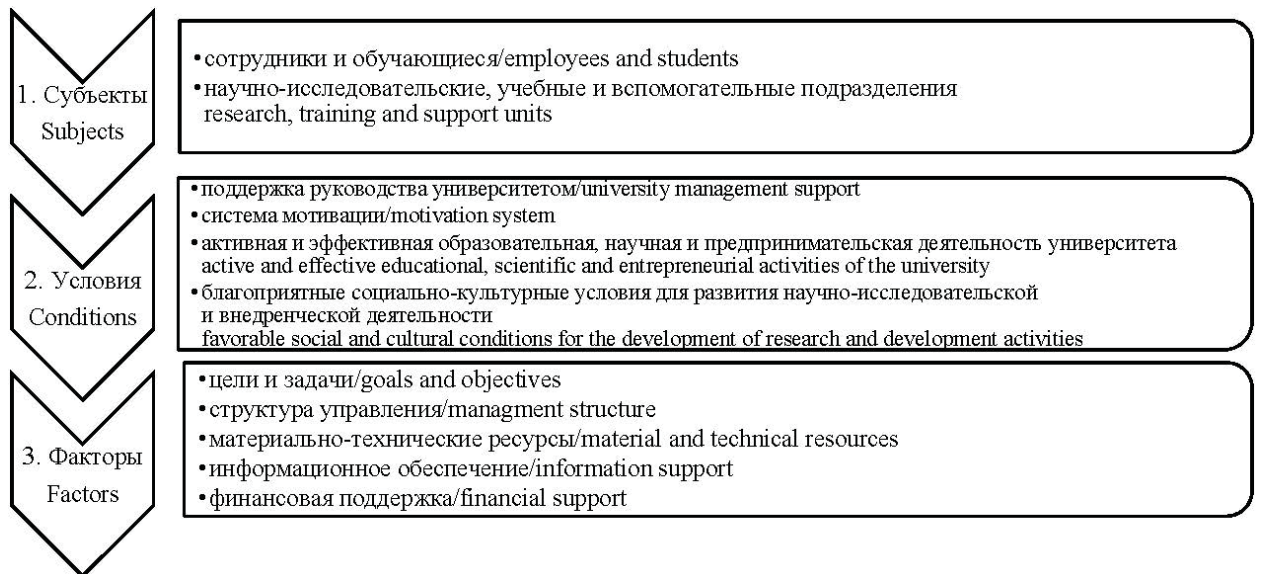 1. Субъекты
Subjects
•сотрудники и обучающиеся/employees and students
•научно-исследовательские, учебные и вспомогательные подразделения
research, training and support units
2. Условия
Conditions
•поддержка руководства университетом/university management support
•система мотивации/motivation system
•активная и эффективная образовательная, научная и предпринимательская деятельность университета
active and effective educational, scientific and entrepreneurial activities of the university
•благоприятные социально-культурные условия для развития научно-исследовательской
и внедренческой деятельности
favorable social and cultural conditions for the development of research and development activities
3. Факторы
Factors
•цели и задачи/goals and objectives
•структура управления/managment structure
•материально-технические ресурсы/material and technical resources
•информационное обеспечение/information support
•финансовая поддержка/financial support